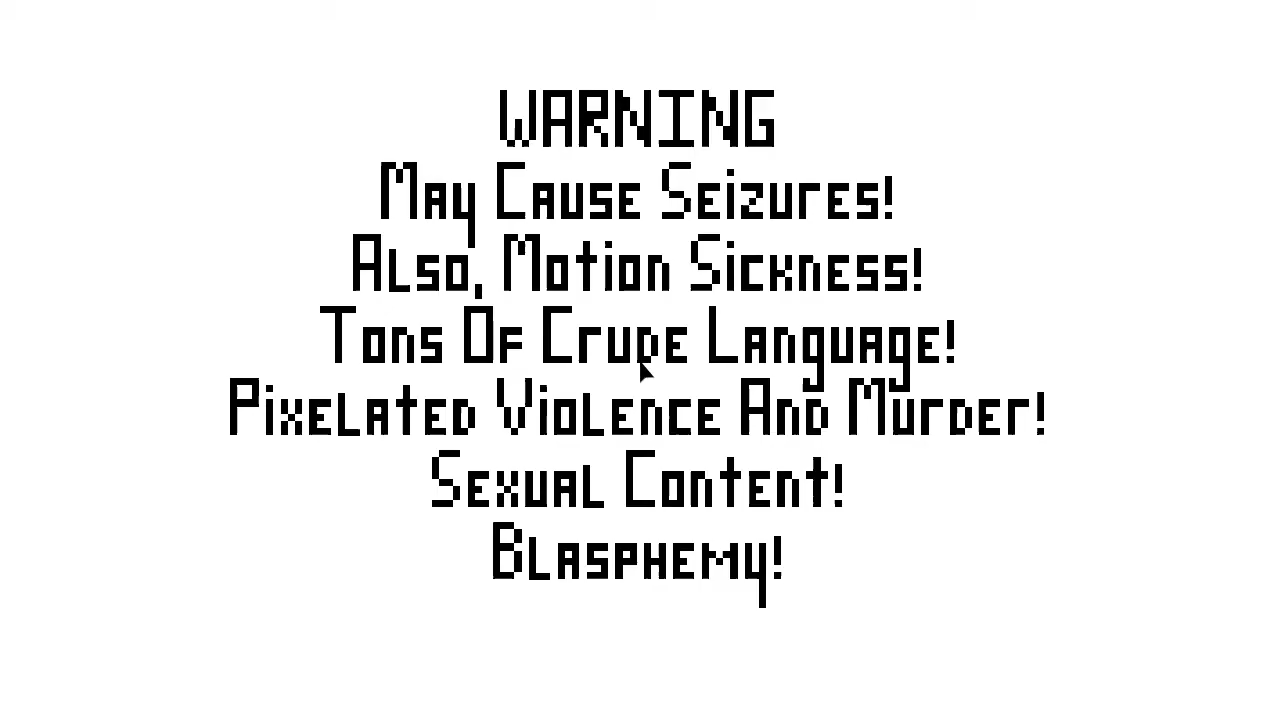 WARNING
May Cause Seizures!
Also, Motion Sickness!
Tons Of Crude Language!
Pixelated Violence And Murder!
Sexual Content!
Blasphemy!